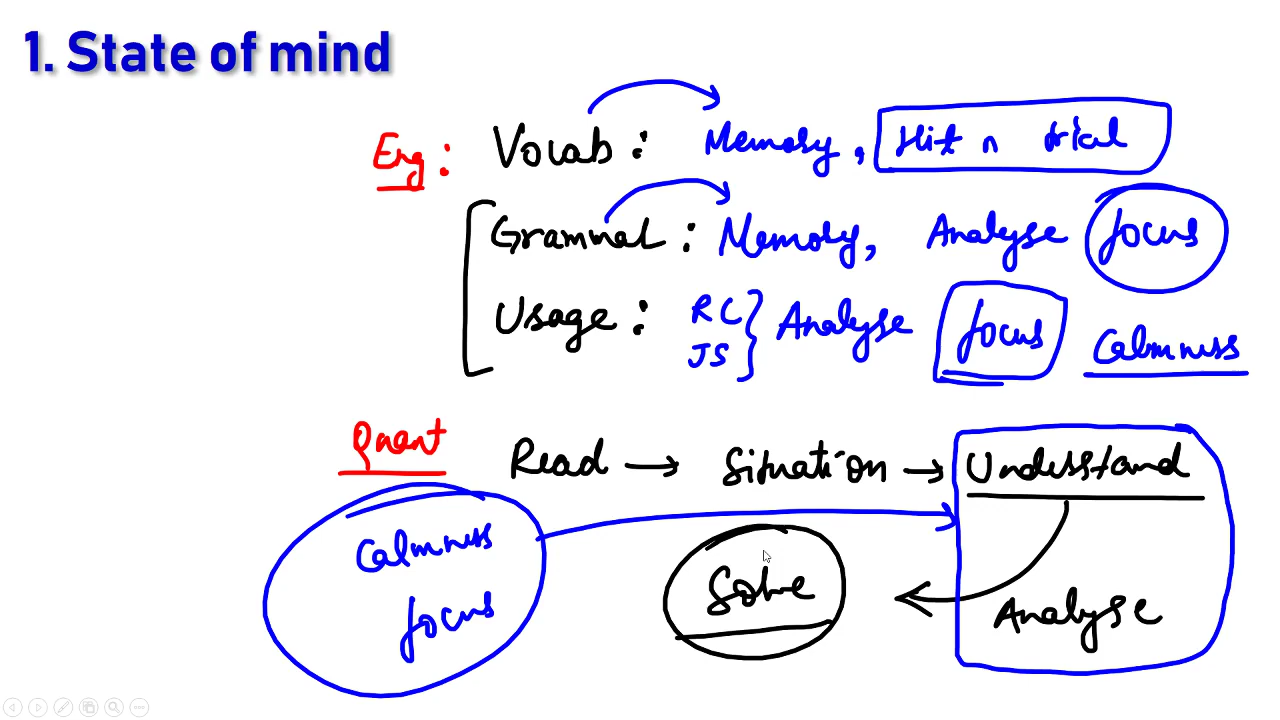 1. State of mind
Eng: Vocab: Memory, Hit n trial
Grammar: Memory, Analyse focus
Usage: RC JS } Analyse focus Calmness
Quant Read → Situation → Understand
Calmness
focus
Solve
Analyse